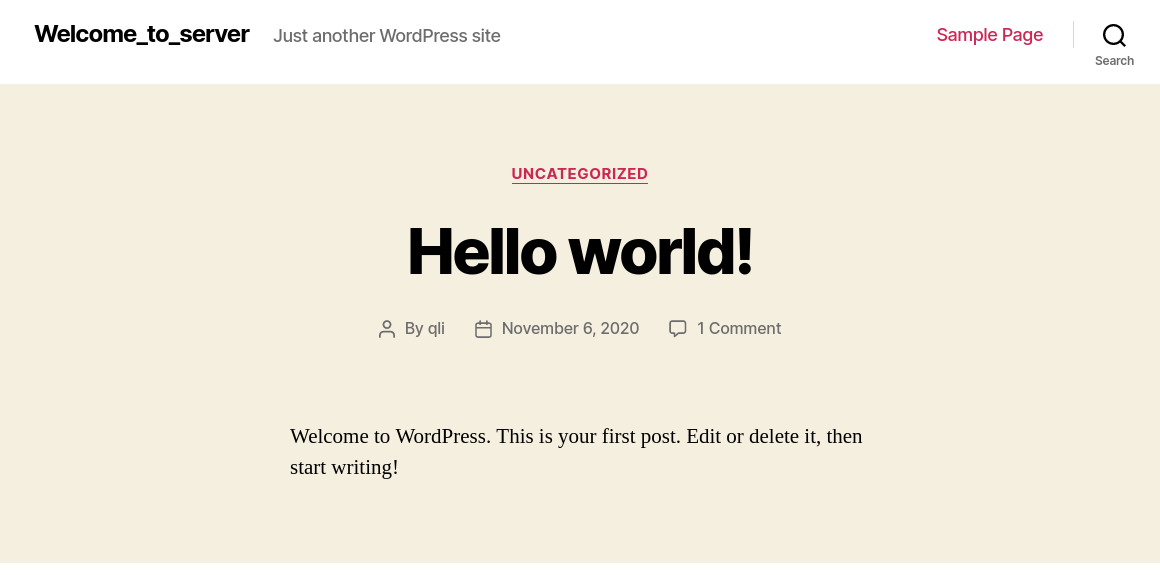 Welcome_to_server Just another WordPress site Sample Page
Search
UNCATEGORIZED
Hello world!
By qli November 6, 2020 1 Comment
Welcome to WordPress. This is your first post. Edit or delete it, then
start writing!